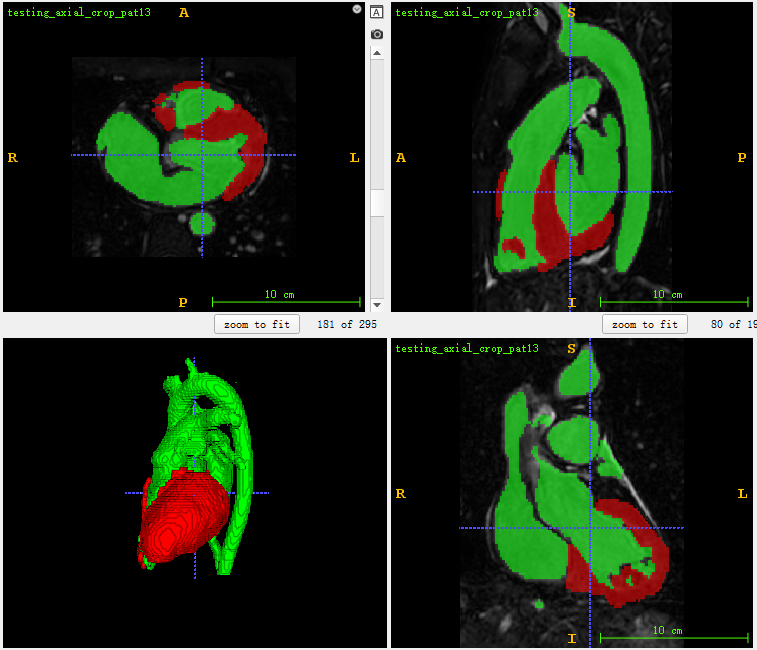 testing_axial_crop_pat13
A
A
R
L
P
10 cm
zoom to fit
181 of 295
testing_axial_crop_pat13
S
A
P
I
10 cm
zoom to fit
80 of 19
testing_axial_crop_pat13
S
R
L
I
10 cm